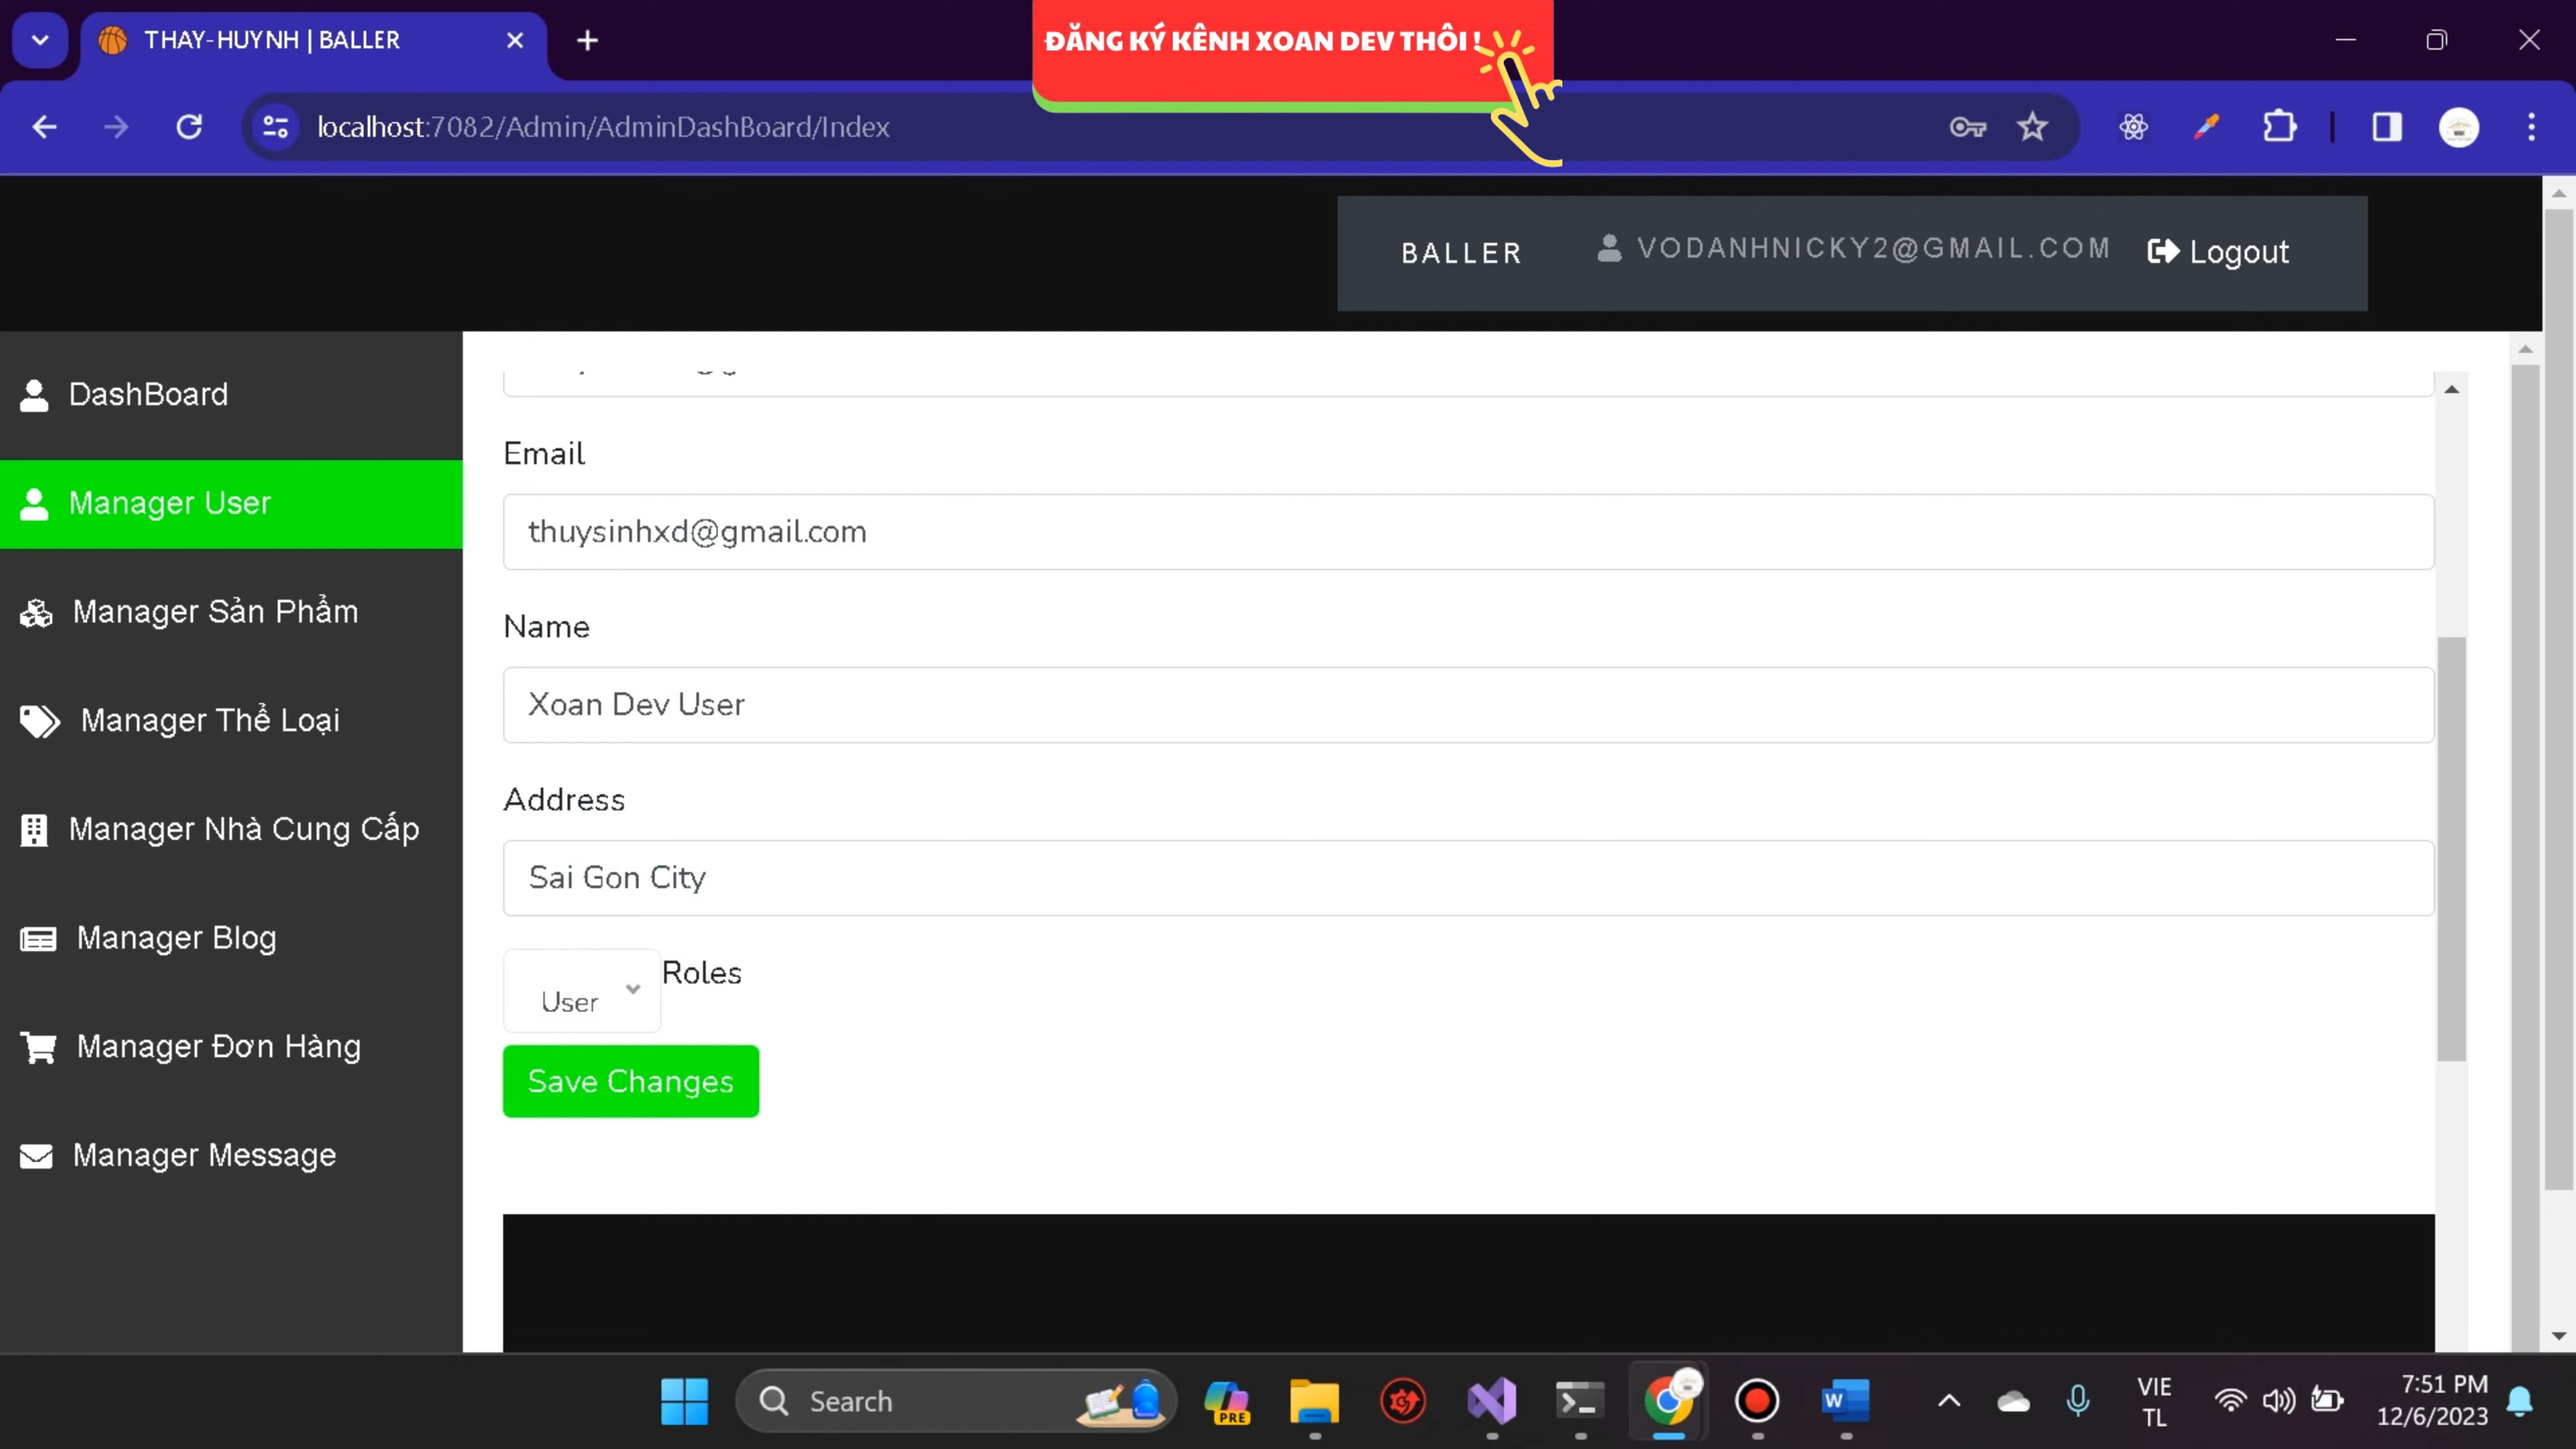 THAY-HUYNH | BALLER
ĐĂNG KÝ KÊNH XOAN DEV THÔI !
localhost:7082/Admin/AdminDashBoard/Index
BALLER
VODANHNICKY2@GMAIL.COM
Logout
DashBoard
Manager User
Manager Sản Phẩm
Manager Thể Loại
Manager Nhà Cung Cấp
Manager Blog
Manager Đơn Hàng
Manager Message
Email
thuysinhxd@gmail.com
Name
Xoan Dev User
Address
Sai Gon City
User
Roles
Save Changes
Search
PRE
W
VIE
TL
7:51 PM
12/6/2023